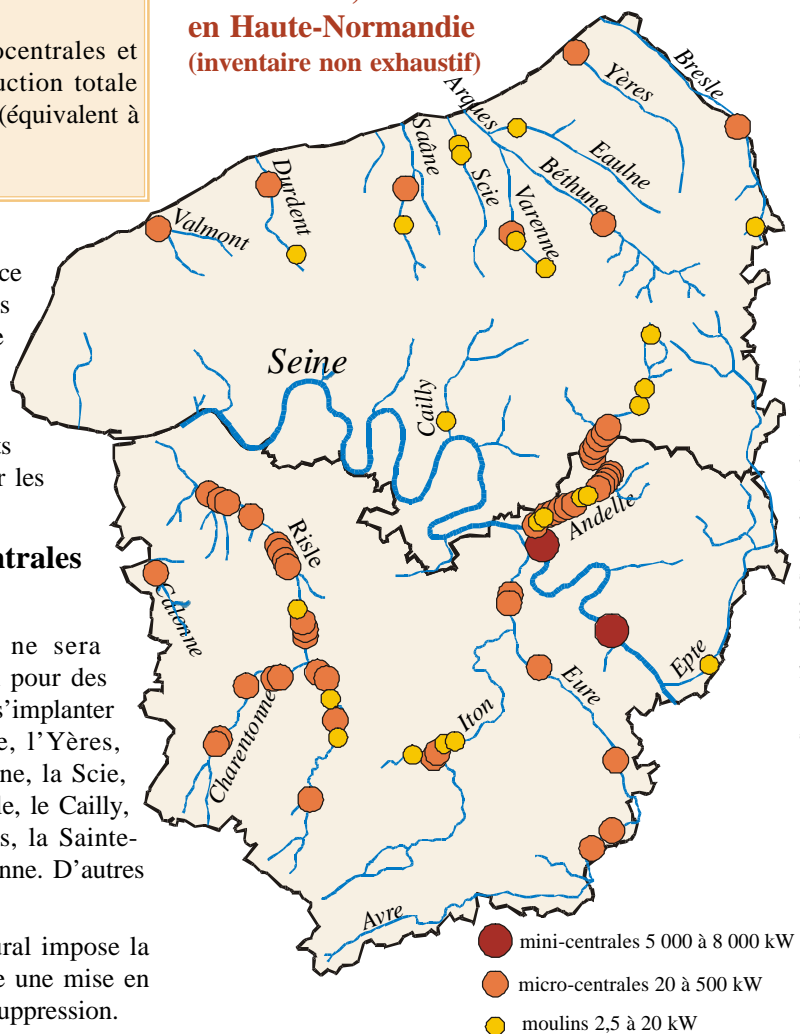 en Haute-Normandie
(inventaire non exhaustif)
ocentrales et
uction totale
(équivalent à
ce
s
e
ts
r les
ntrales
ne sera
pour des
s'implanter
e, l'Yères,
ne, la Scie,
le, le Cailly,
s, la Sainte-
nne. D'autres
ural impose la
e une mise en
uppression.
Bresle
Yères
Arques
Eaulne
Béthune
Saâne
Scie
Varenne
Durdent
Valmont
Seine
Cailly
Andelle
Risle
Calonne
Epte
Eure
Iton
Charentonne
Avre
mini-centrales 5 000 à 8 000 kW
micro-centrales 20 à 500 kW
moulins 2,5 à 20 kW